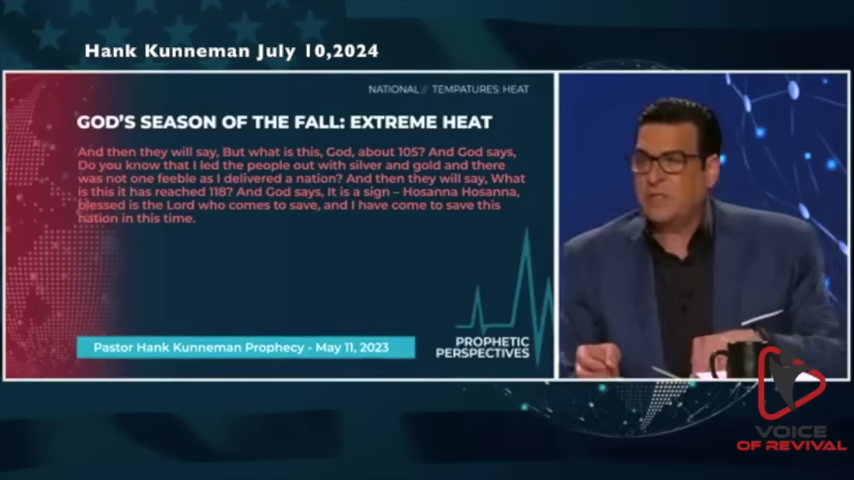 Hank Kunneman July 10,2024
NATIONAL // TEMPATURES: HEAT
GOD'S SEASON OF THE FALL: EXTREME HEAT
And then they will say, But what is this, God, about 105? And God says,
Do you know that I led the people out with silver and gold and there
was not one feeble as I delivered a nation? And then they will say, What
is this it has reached 118? And God says, It is a sign – Hosanna Hosanna,
blessed is the Lord who comes to save, and I have come to save this
nation in this time.
Pastor Hank Kunneman Prophecy - May 11, 2023
PROPHETIC
PERSPECTIVES
VOICE
OF REVIVAL